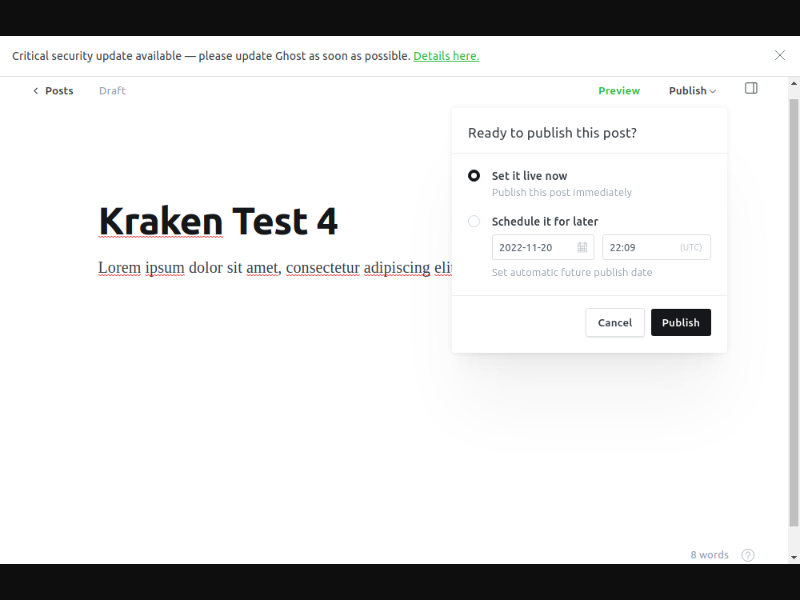 Critical security update available — please update Ghost as soon as possible. Details here.
Posts
Draft
Preview
Publish
Ready to publish this post?
Set it live now
Publish this post immediately
Schedule it for later
2022-11-20
22:09
(UTC)
Set automatic future publish date
Cancel
Publish
Kraken Test 4
Lorem ipsum dolor sit amet, consectetur adipiscing
8 words
?